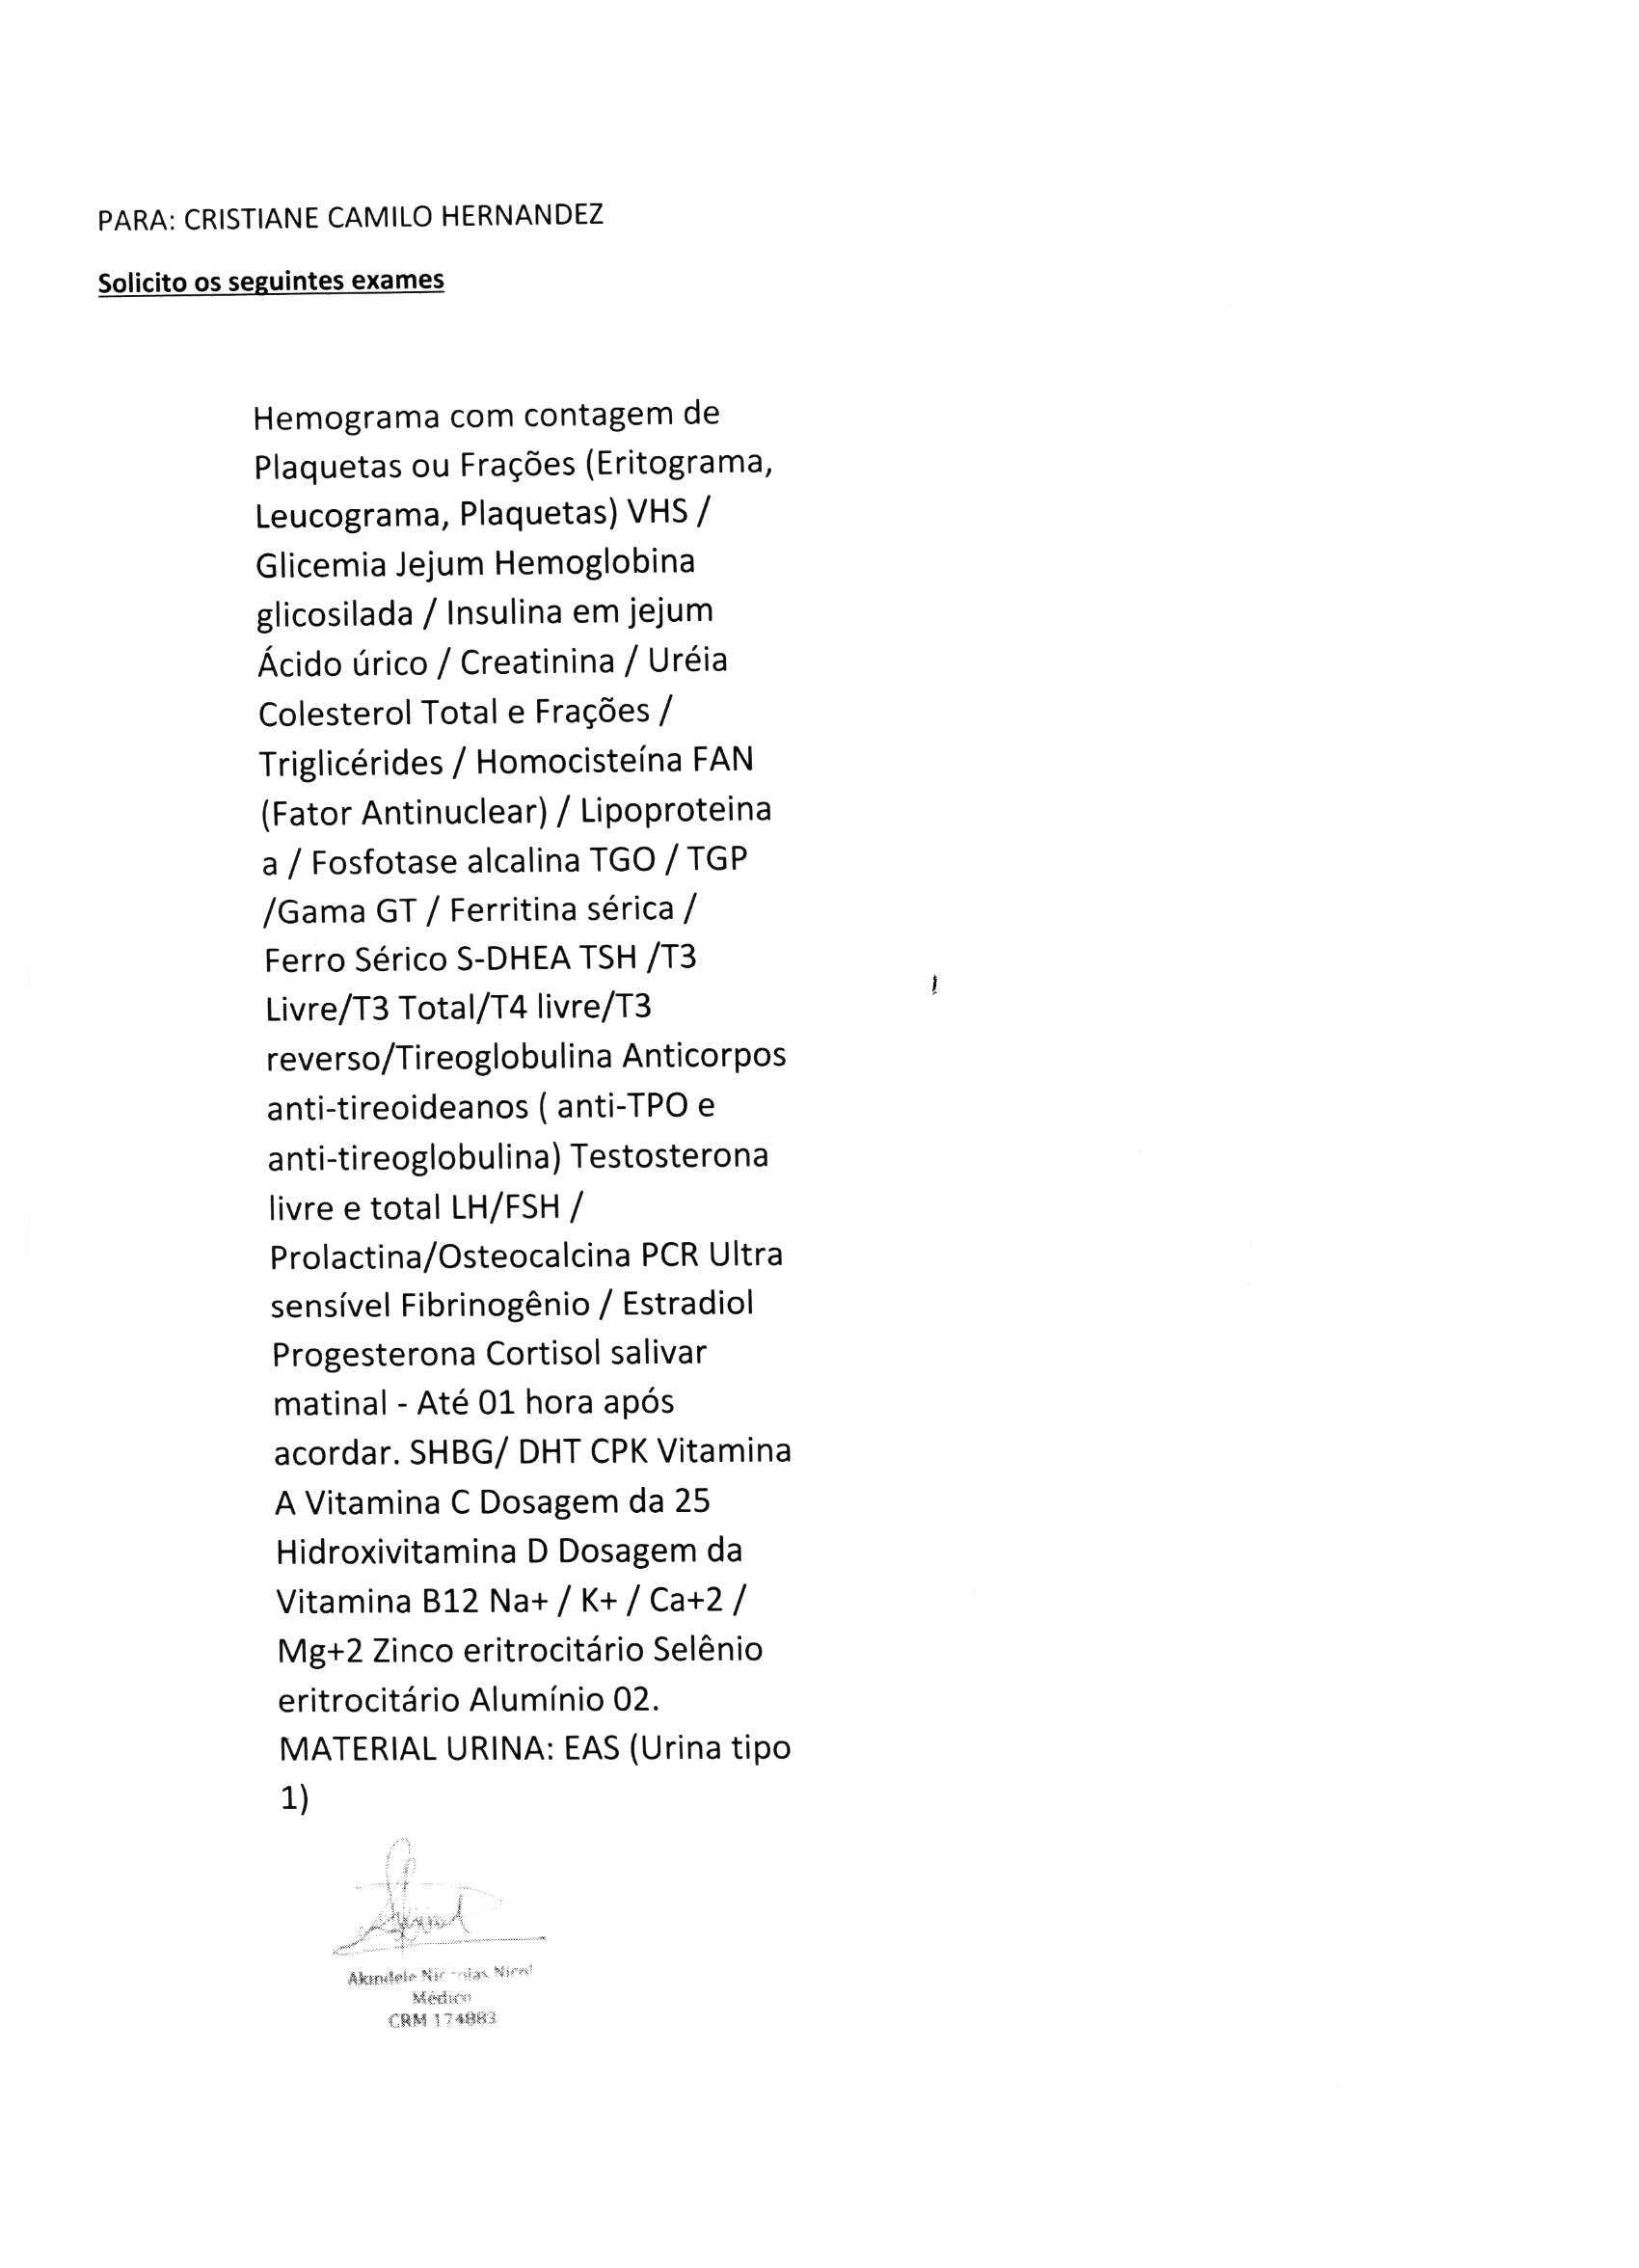 PARA: CRISTIANE CAMILO HERNANDEZ
Solicito os seguintes exames
Hemograma com contagem de
Plaquetas ou Frações (Eritograma,
Leucograma, Plaquetas) VHS /
Glicemia Jejum Hemoglobina
glicosilada / Insulina em jejum
Ácido úrico / Creatinina / Uréia
Colesterol Total e Frações /
Triglicérides / Homocisteína FAN
(Fator Antinuclear) / Lipoproteina
a / Fosfotase alcalina TGO / TGP
/Gama GT / Ferritina sérica /
Ferro Sérico S-DHEA TSH /T3
Livre/T3 Total/T4 livre/T3
reverso/Tireoglobulina Anticorpos
anti-tireoideanos ( anti-TPO e
anti-tireoglobulina) Testosterona
livre e total LH/FSH /
Prolactina/Osteocalcina PCR Ultra
sensível Fibrinogênio / Estradiol
Progesterona Cortisol salivar
matinal - Até 01 hora após
acordar. SHBG/ DHT CPK Vitamina
A Vitamina C Dosagem da 25
Hidroxivitamina D Dosagem da
Vitamina B12 Na+ / K+ / Ca+2 /
Mg+2 Zinco eritrocitário Selênio
eritrocitário Alumínio 02.
MATERIAL URINA: EAS (Urina tipo
1)
Akindele
Médico
CRM 174883